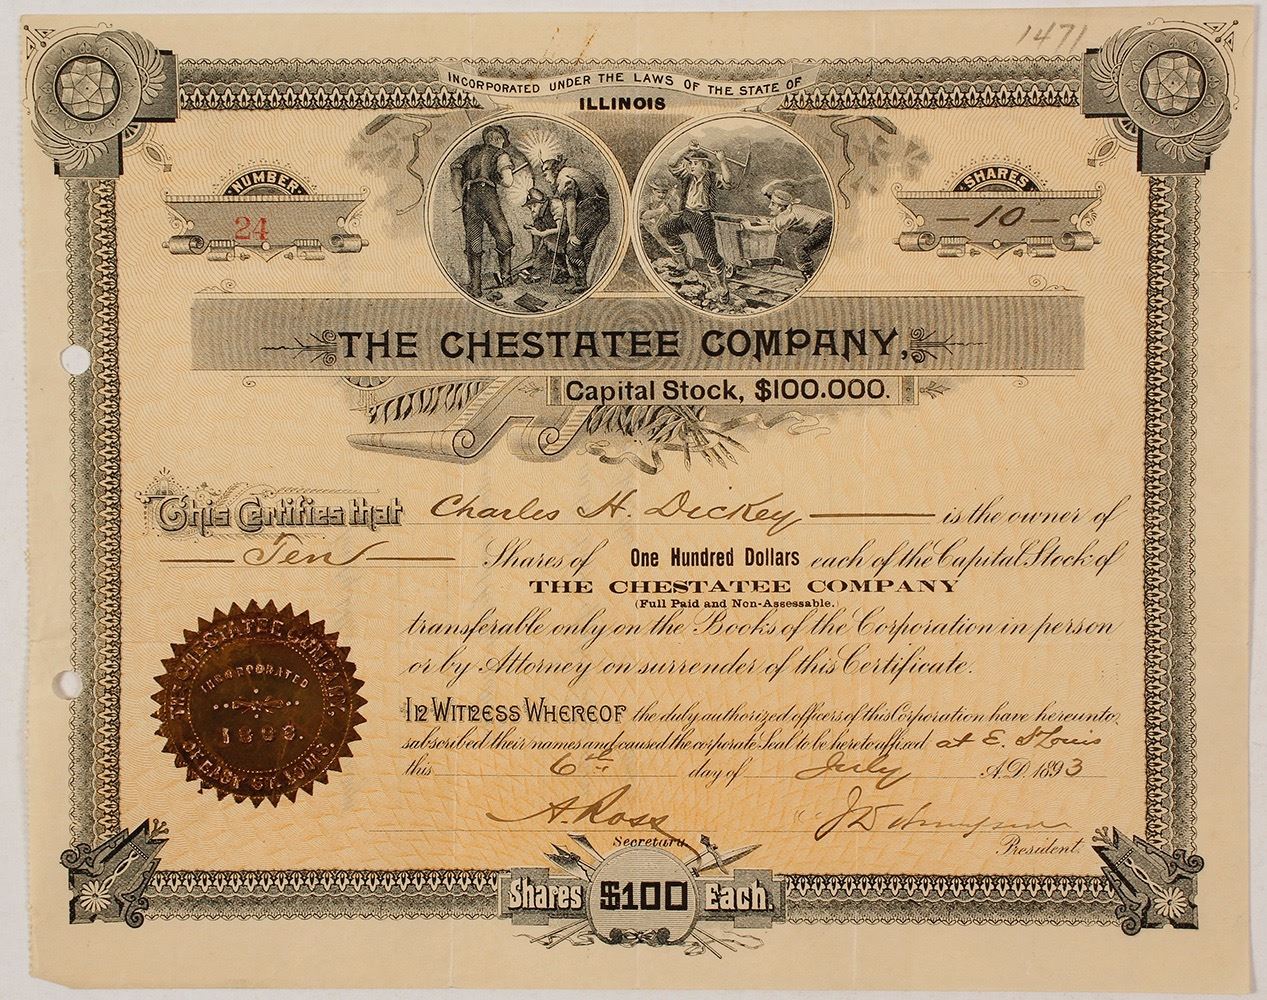 1471
INCORPORATED UNDER THE LAWS OF THE STATE OF
ILLINOIS
NUMBER
24
SHARES
-10-
THE CHESTATEE COMPANY,
Capital Stock, $100.000.
This Certifies that Charles H. Dickey is the owner of
Ten Shares of One Hundred Dollars each of the Capital Stock of
THE CHESTATEE COMPANY
(Full Paid and Non-Assessable.)
transferable only on the Books of the Corporation in person
or by Attorney on surrender of this Certificate.
IN WITNESS WHEREOF the duly authorized officers of this Corporation have hereunto
subscribed their names and caused the corporate Seal to be hereto affixed at E. St Louis
this 6th day of July A.D. 1893
A. Ross
Secretary
President
THE CHESTATEE COMPANY,
INCORPORATED
1893.
OF EAST ST. LOUIS.
Shares $100 Each.